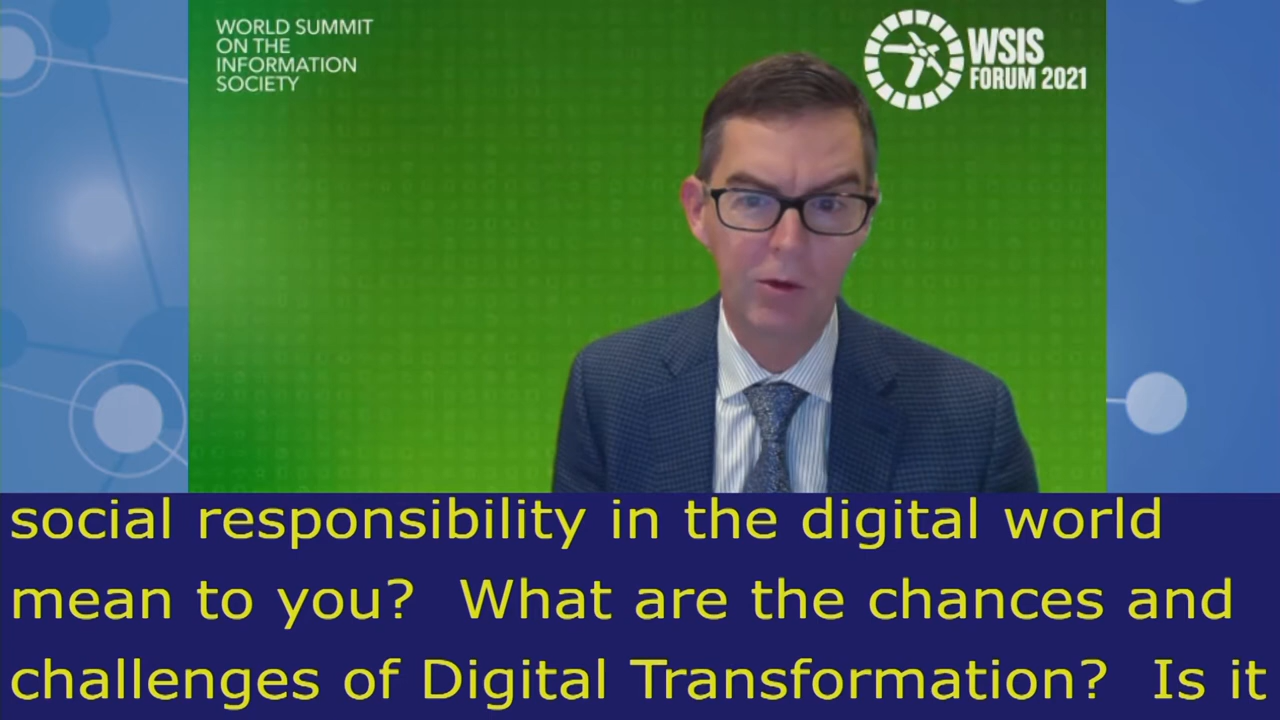 WORLD SUMMIT
ON THE
INFORMATION
SOCIETY
WSIS
FORUM 2021
social responsibility in the digital world
mean to you?  What are the chances and
challenges of Digital Transformation?  Is it